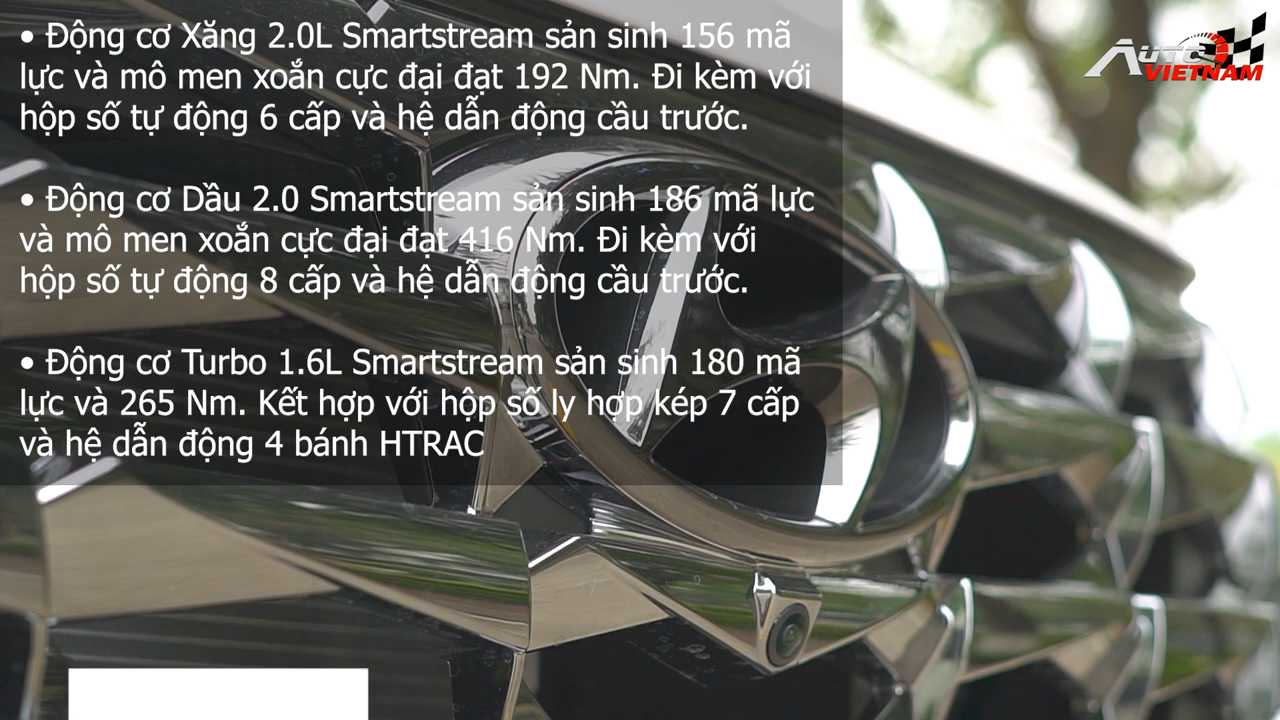 • Động cơ Xăng 2.0L Smartstream sản sinh 156 mã
lực và mô men xoắn cực đại đạt 192 Nm. Đi kèm với
hộp số tự động 6 cấp và hệ dẫn động cầu trước.
• Động cơ Dầu 2.0 Smartstream sản sinh 186 mã lực
và mô men xoắn cực đại đạt 416 Nm. Đi kèm với
hộp số tự động 8 cấp và hệ dẫn động cầu trước.
• Động cơ Turbo 1.6L Smartstream sản sinh 180 mã
lực và 265 Nm. Kết hợp với hộp số ly hợp kép 7 cấp
và hệ dẫn động 4 bánh HTRAC
AUTO
VIETNAM